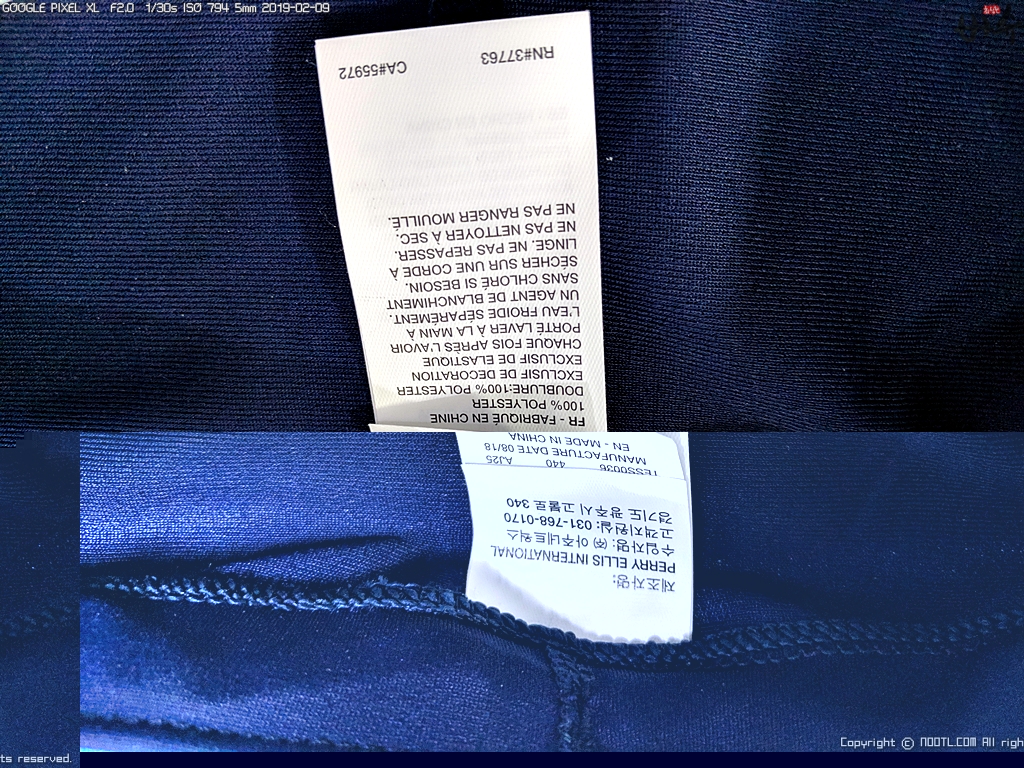 GOOGLE PIXEL XL F2.0 1/30s ISO 794 5mm 2019-02-09
FR - FABRIQUÉ EN CHINE
100% POLYESTER
DOUBLURE:100% POLYESTER
EXCLUSIF DE DECORATION
EXCLUSIF DE ELASTIQUE
CHAQUE FOIS APRÈS L'AVOIR
PORTÉ LAVER À LA MAIN À
L'EAU FROIDE SÉPARÉMENT.
UN AGENT DE BLANCHIMENT
SANS CHLORÉ SI BESOIN.
SÉCHER SUR UNE CORDE À
LINGE. NE PAS REPASSER.
NE PAS NETTOYER À SEC.
NE PAS RANGER MOUILLÉ.
RN#37763 CA#55972
제조자명:
PERRY ELLIS INTERNATIONAL
수입자명: ㈜ 아주네트웍스
고객지원실: 031-768-0170
경기도 광주시 고불로 340
TESS0036 440 AJ25
MANUFACTURE DATE 08/18
EN - MADE IN CHINA
Copyright © NOOTL.COM All righ
ts reserved.